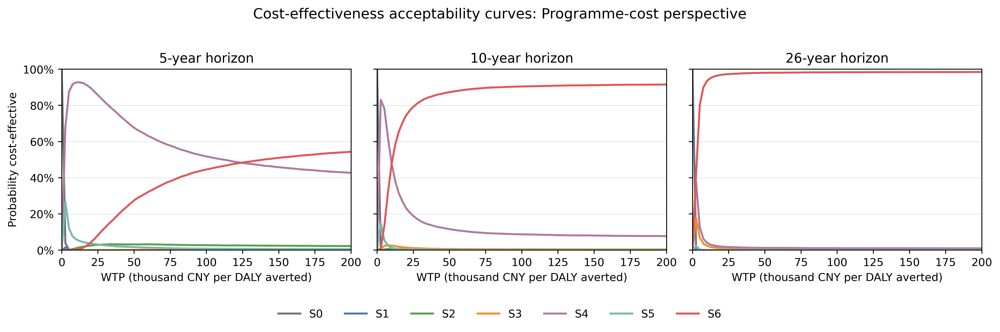 Cost-effectiveness acceptability curves: Programme-cost perspective
5-year horizon
10-year horizon
26-year horizon
Probability cost-effective
100%
80%
60%
40%
20%
0%
0 25 50 75 100 125 150 175 200
0 25 50 75 100 125 150 175 200
0 25 50 75 100 125 150 175 200
WTP (thousand CNY per DALY averted)
WTP (thousand CNY per DALY averted)
WTP (thousand CNY per DALY averted)
S0 S1 S2 S3 S4 S5 S6